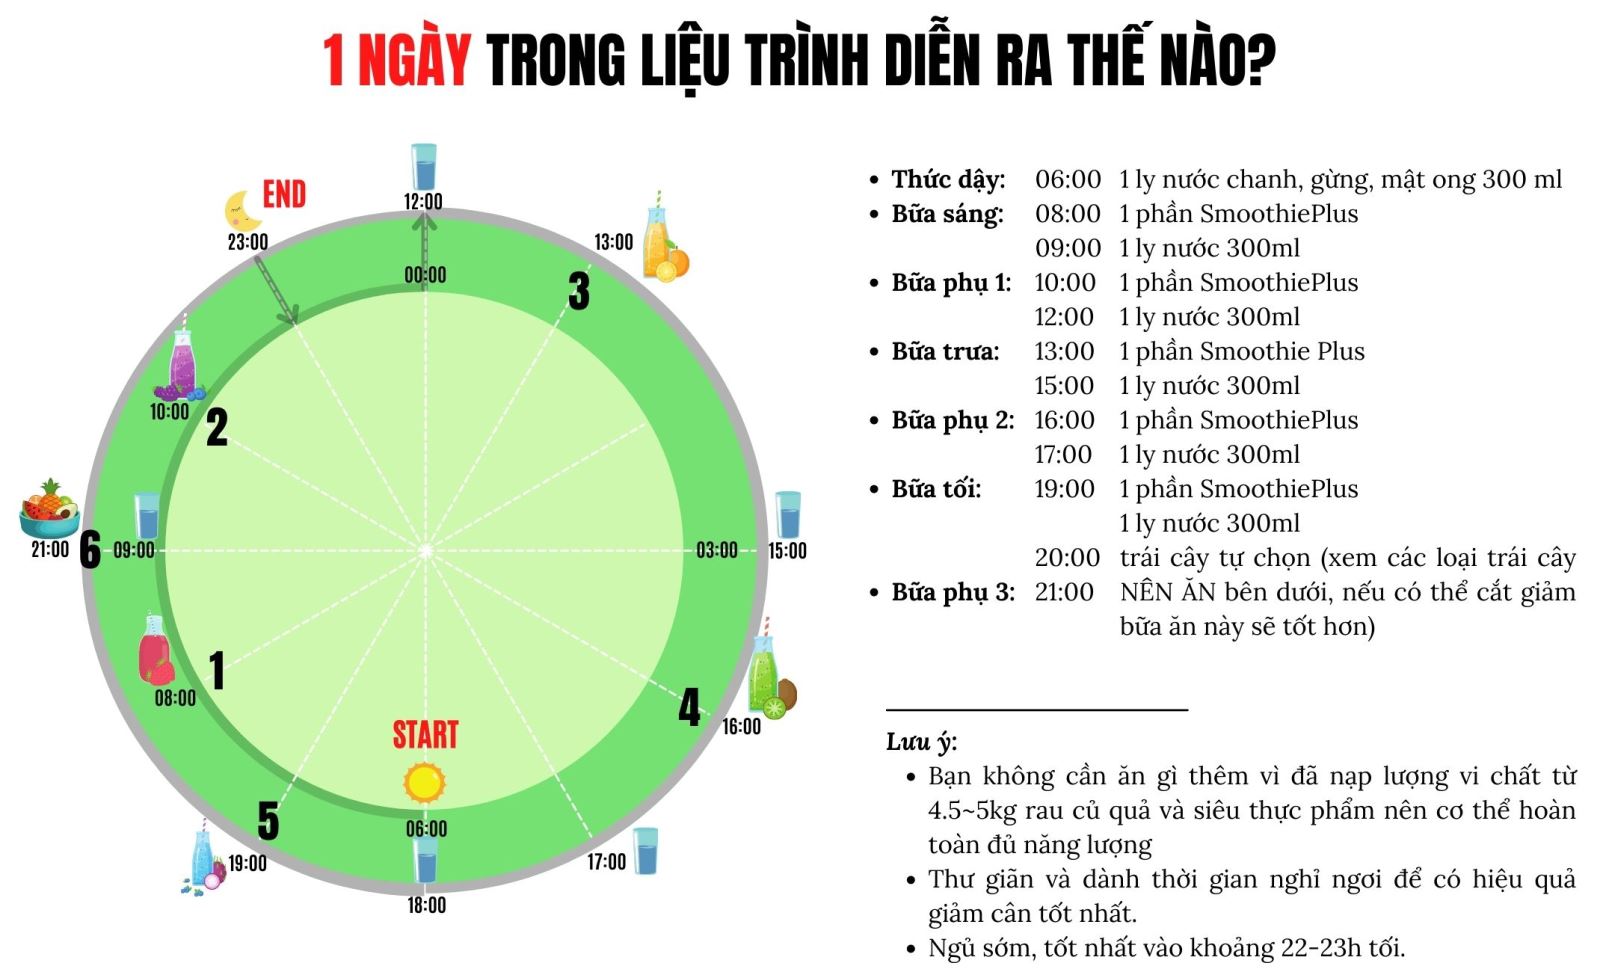 1 NGÀY TRONG LIỆU TRÌNH DIỄN RA THẾ NÀO?
END
12:00
23:00
13:00
00:00
3
10:00
2
21:00
6
09:00
03:00
15:00
1
08:00
4
16:00
START
5
06:00
19:00
17:00
18:00
• Thức dậy: 06:00 1 ly nước chanh, gừng, mật ong 300 ml
• Bữa sáng: 08:00 1 phần SmoothiePlus
09:00 1 ly nước 300ml
• Bữa phụ 1: 10:00 1 phần SmoothiePlus
12:00 1 ly nước 300ml
• Bữa trưa: 13:00 1 phần Smoothie Plus
15:00 1 ly nước 300ml
• Bữa phụ 2: 16:00 1 phần SmoothiePlus
17:00 1 ly nước 300ml
• Bữa tối: 19:00 1 phần SmoothiePlus
1 ly nước 300ml
20:00 trái cây tự chọn (xem các loại trái cây
• Bữa phụ 3: 21:00 NÊN ĂN bên dưới, nếu có thể cắt giảm
bữa ăn này sẽ tốt hơn)
Lưu ý:
• Bạn không cần ăn gì thêm vì đã nạp lượng vi chất từ
4.5~5kg rau củ quả và siêu thực phẩm nên cơ thể hoàn
toàn đủ năng lượng
• Thư giãn và dành thời gian nghỉ ngơi để có hiệu quả
giảm cân tốt nhất.
• Ngủ sớm, tốt nhất vào khoảng 22-23h tối.